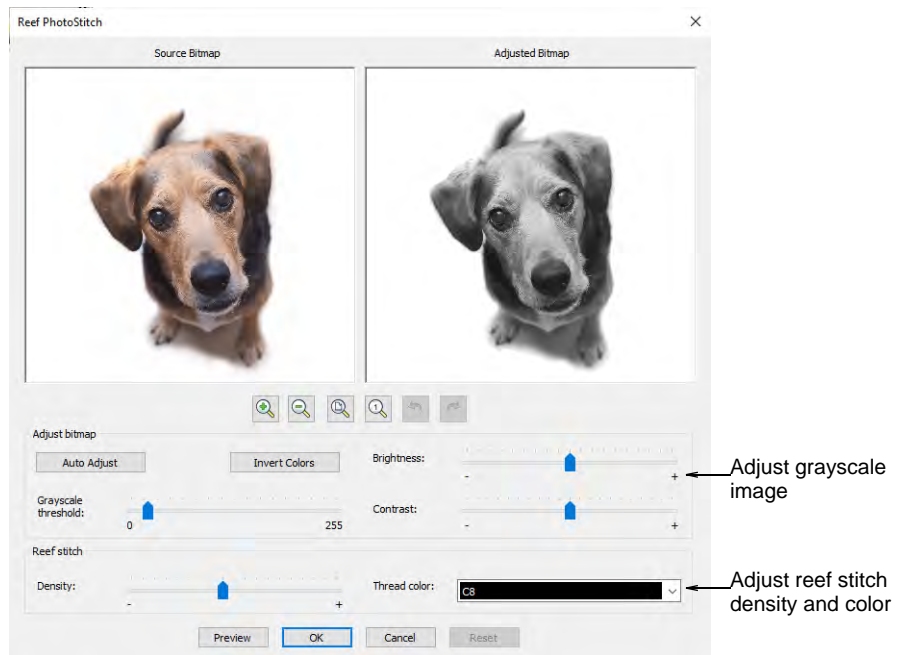 Reef PhotoStitch
Source Bitmap
Adjusted Bitmap
1
Adjust bitmap
Auto Adjust
Invert Colors
Brightness:
- +
Grayscale
threshold:
0 255
Contrast:
- +
Adjust grayscale
image
Reef stitch
Density:
- +
Thread color:
C8
Adjust reef stitch
density and color
Preview
OK
Cancel
Reset